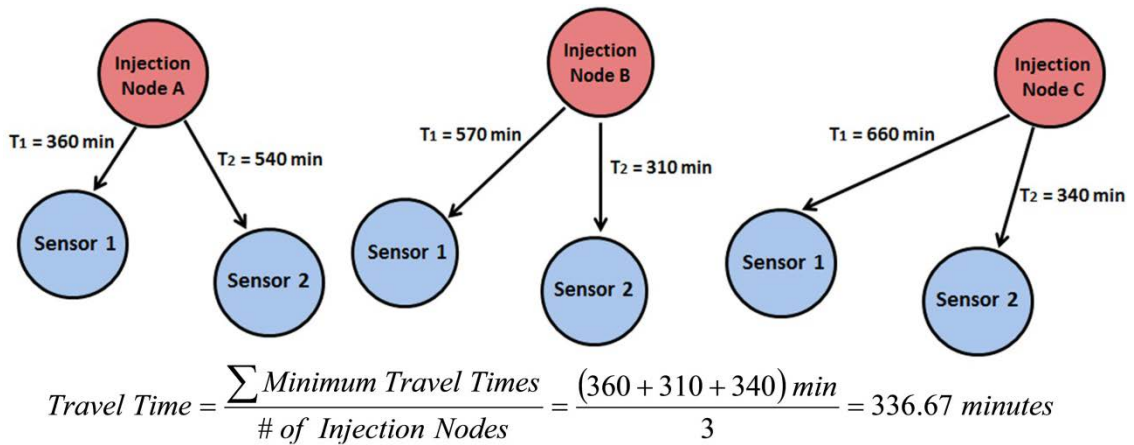 Injection
Node A
T1 = 360 min
T2 = 540 min
Sensor 1
Sensor 2
Injection
Node B
T1 = 570 min
T2 = 310 min
Sensor 1
Sensor 2
Injection
Node C
T1 = 660 min
T2 = 340 min
Sensor 1
Sensor 2
Travel Time = ∑ Minimum Travel Times / # of Injection Nodes = (360 + 310 + 340) min / 3 = 336.67 minutes